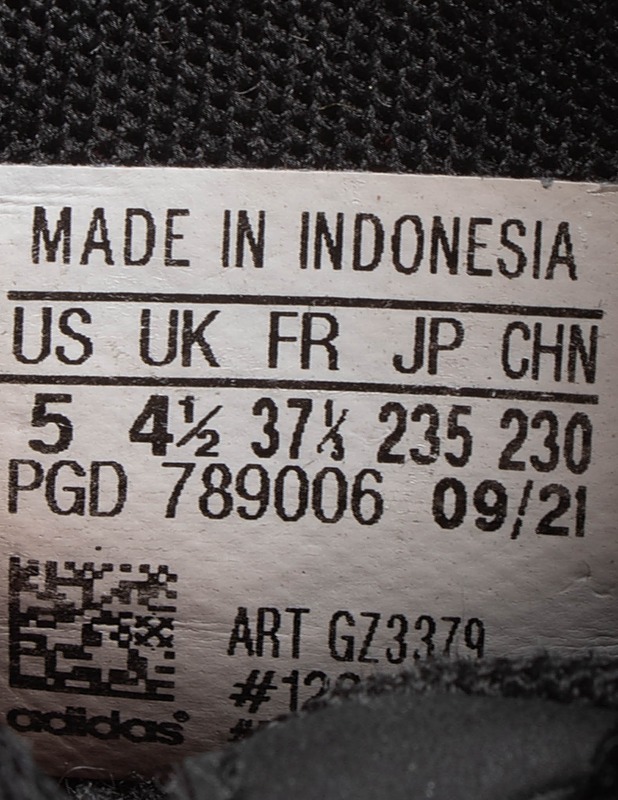 MADE IN INDONESIA
US UK FR JP CHN
5 4½ 37⅓ 235 230
PGD 789006 09/21
ART GZ3379
adidas®